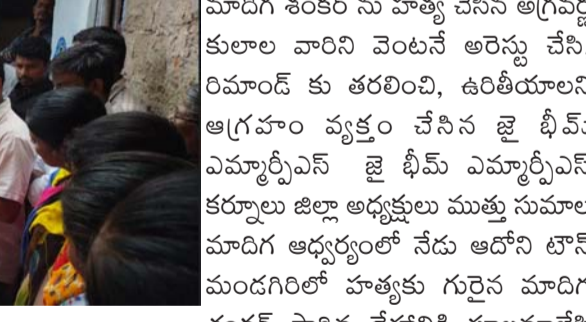 మాదిగ శంకర్ ను హత్య చేసిన అగ్రవర్ణ
కులాల వారిని వెంటనే అరెస్టు చేసి
రిమాండ్ కు తరలించి, ఉరితీయాలని
ఆగ్రహం వ్యక్తం చేసిన జై భీమ్
ఎమ్మార్పీఎస్ జై భీమ్ ఎమ్మార్పీఎస్
కర్నూలు జిల్లా అధ్యక్షులు ముత్తు సుమాల
మాదిగ ఆధ్వర్యంలో నేడు ఆదోని టౌన్
మండగిరిలో హత్యకు గురైన మాదిగ